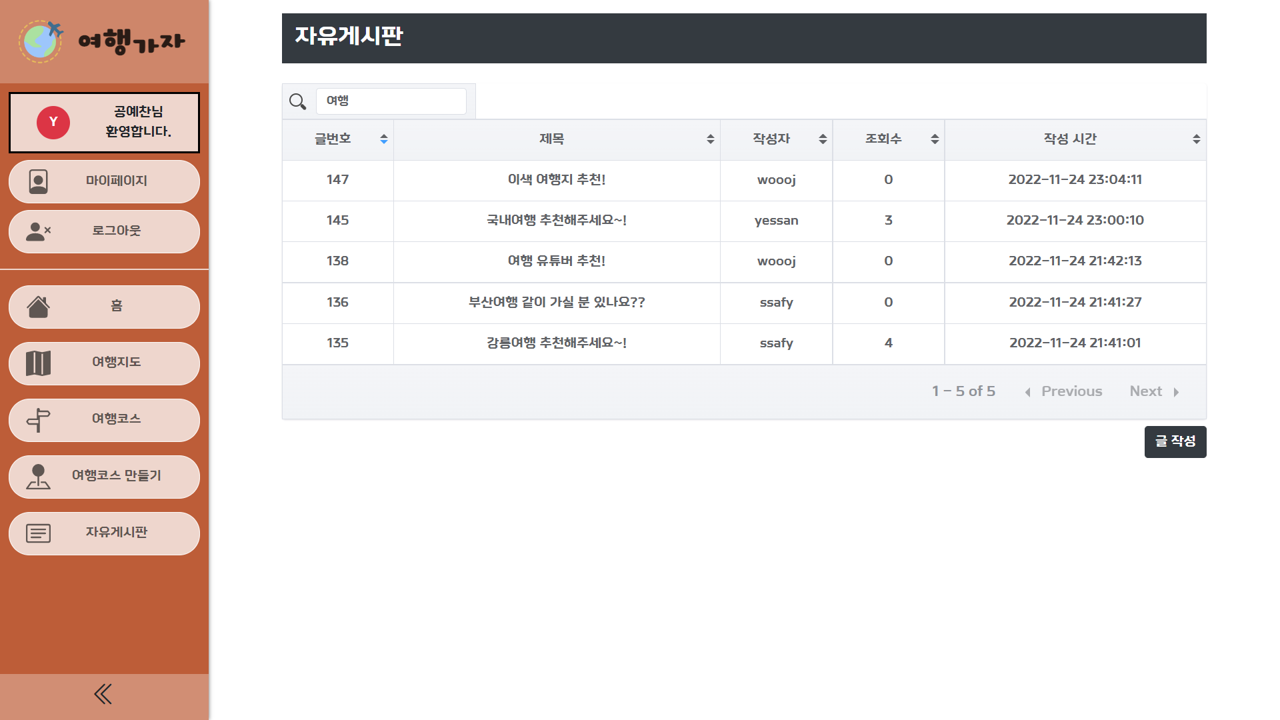 여행가자
Y
공예찬님
환영합니다.
마이페이지
로그아웃
홈
여행지도
여행코스
여행코스 만들기
자유게시판
자유게시판
여행
글번호 제목 작성자 조회수 작성 시간
147 이색 여행지 추천! woooj 0 2022-11-24 23:04:11
145 국내여행 추천해주세요~! yessan 3 2022-11-24 23:00:10
138 여행 유튜버 추천! woooj 0 2022-11-24 21:42:13
136 부산여행 같이 가실 분 있나요?? ssafy 0 2022-11-24 21:41:27
135 강릉여행 추천해주세요~! ssafy 4 2022-11-24 21:41:01
1 - 5 of 5 Previous Next
글 작성